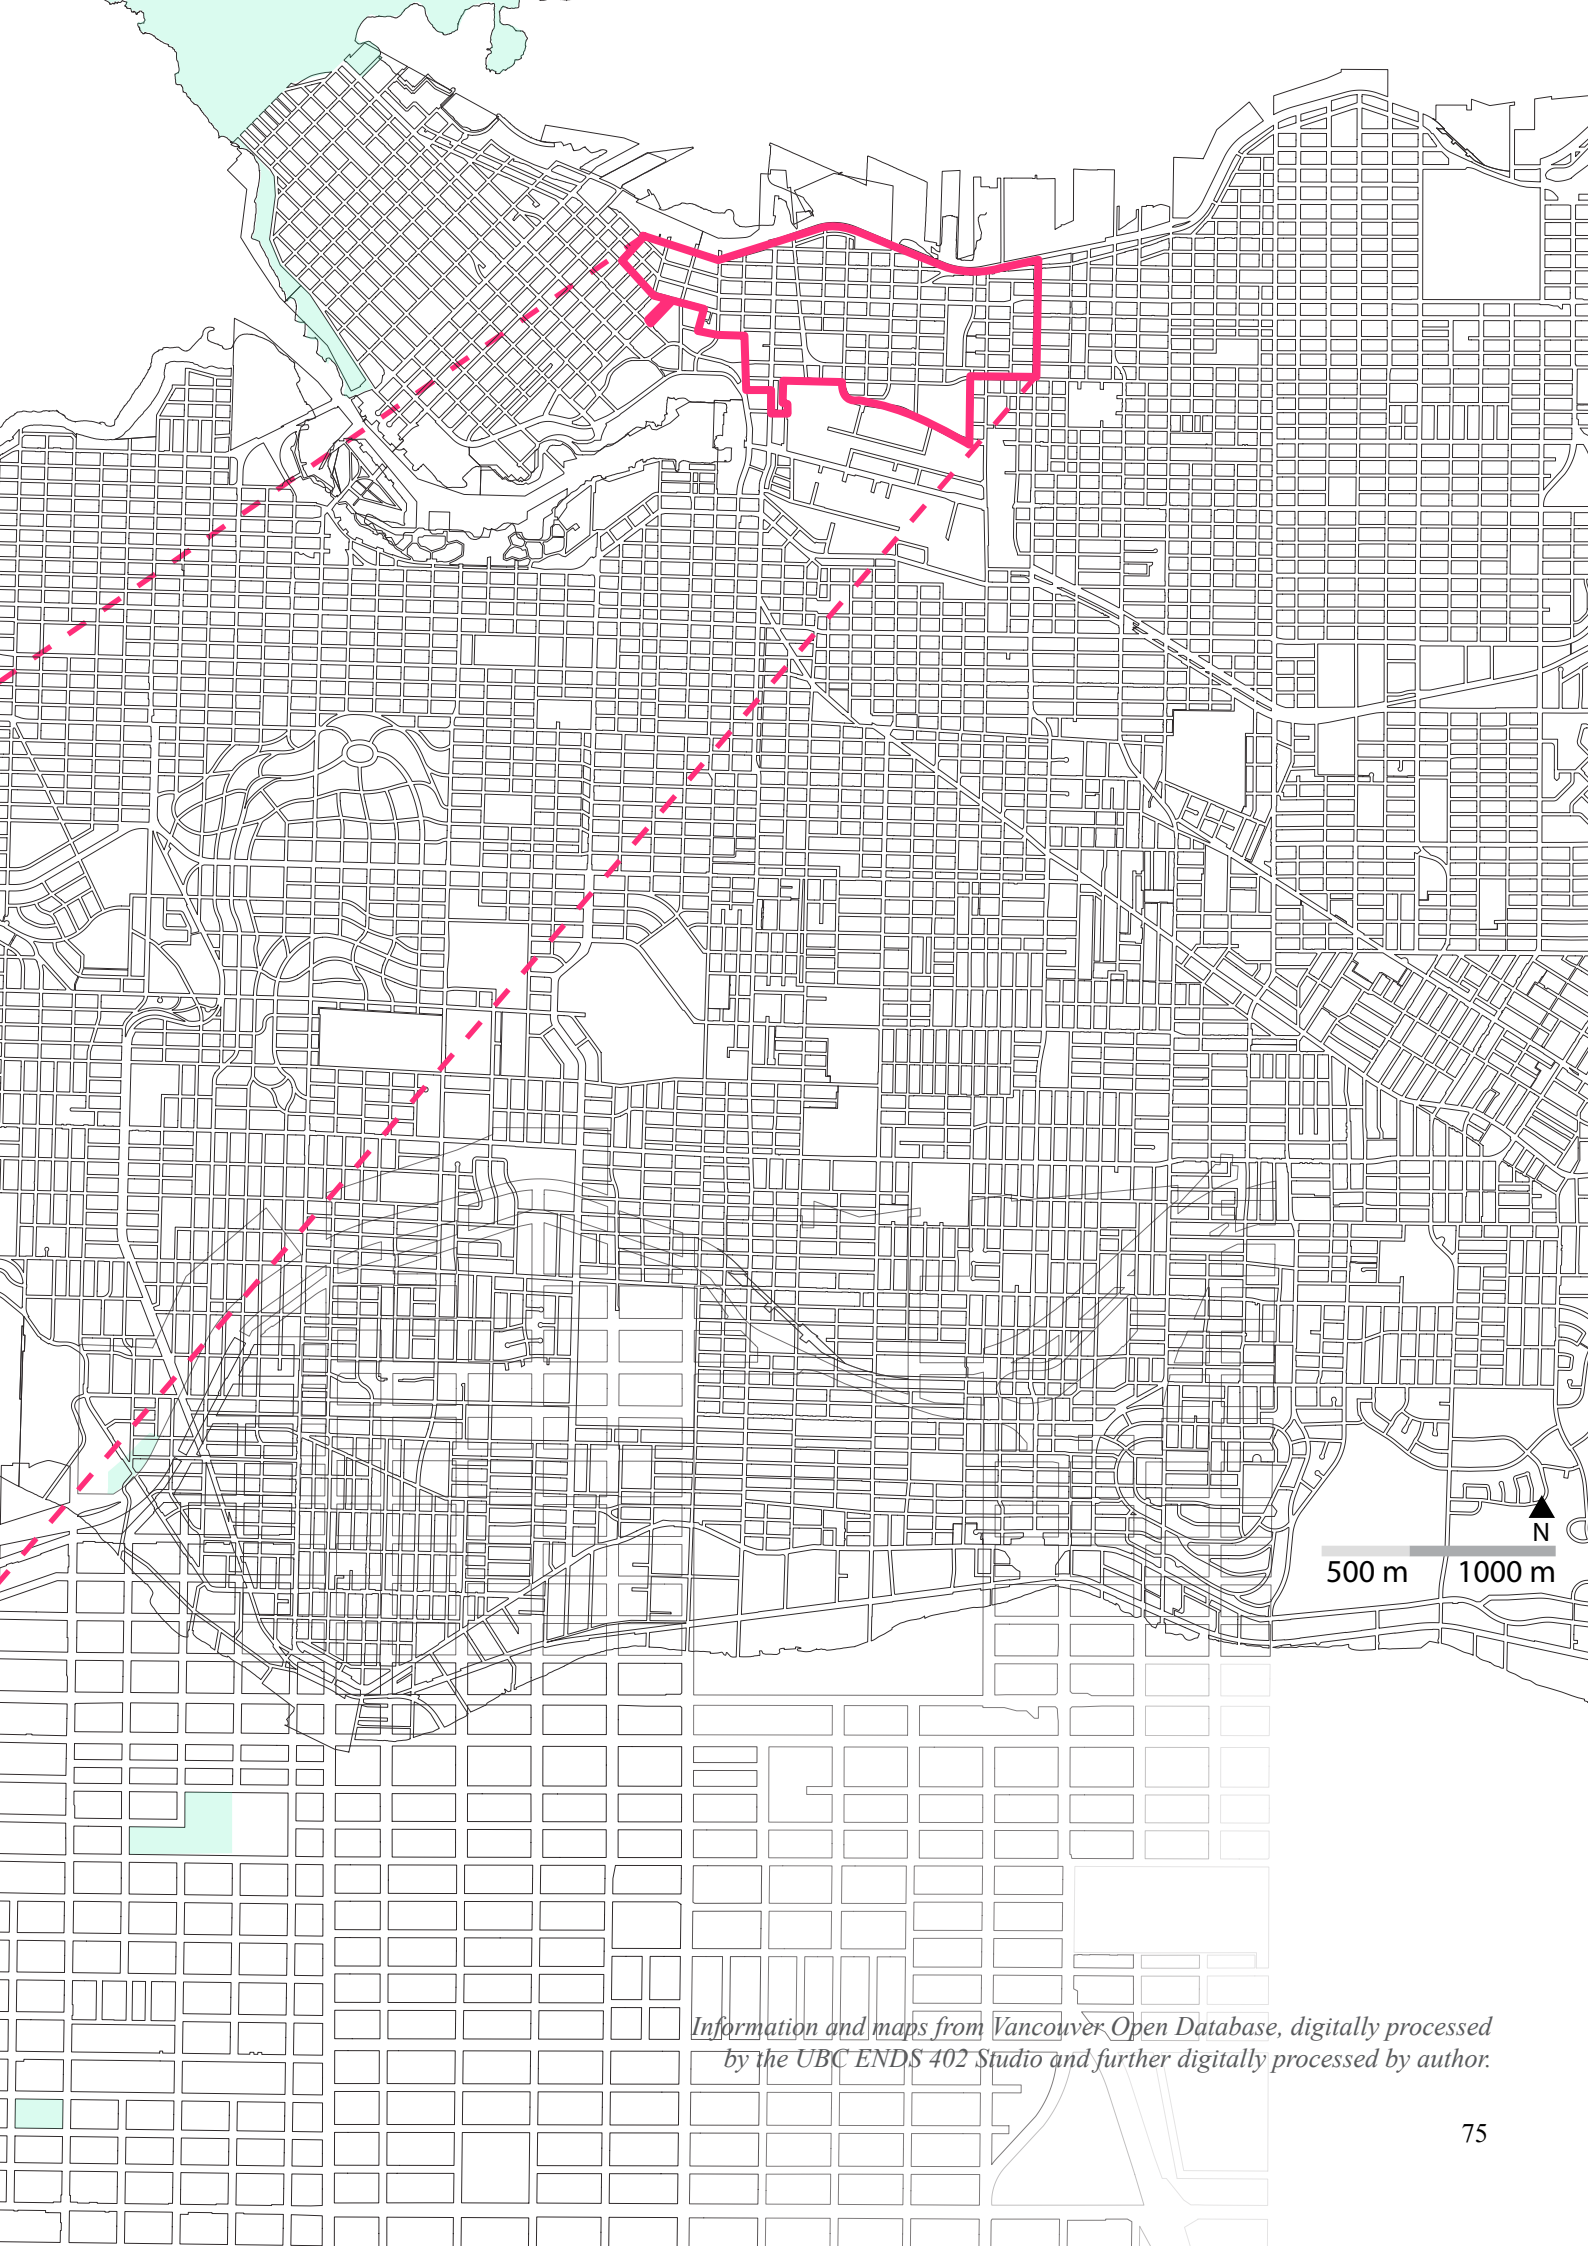 N
500 m 1000 m
Information and maps from Vancouver Open Database, digitally processed
by the UBC ENDS 402 Studio and further digitally processed by author.
75